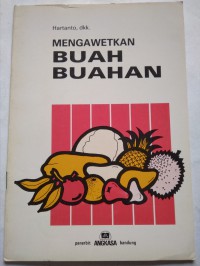 Hartanto, dkk.
MENGAWETKAN
BUAH
BUAHAN
penerbit ANGKASA bandung